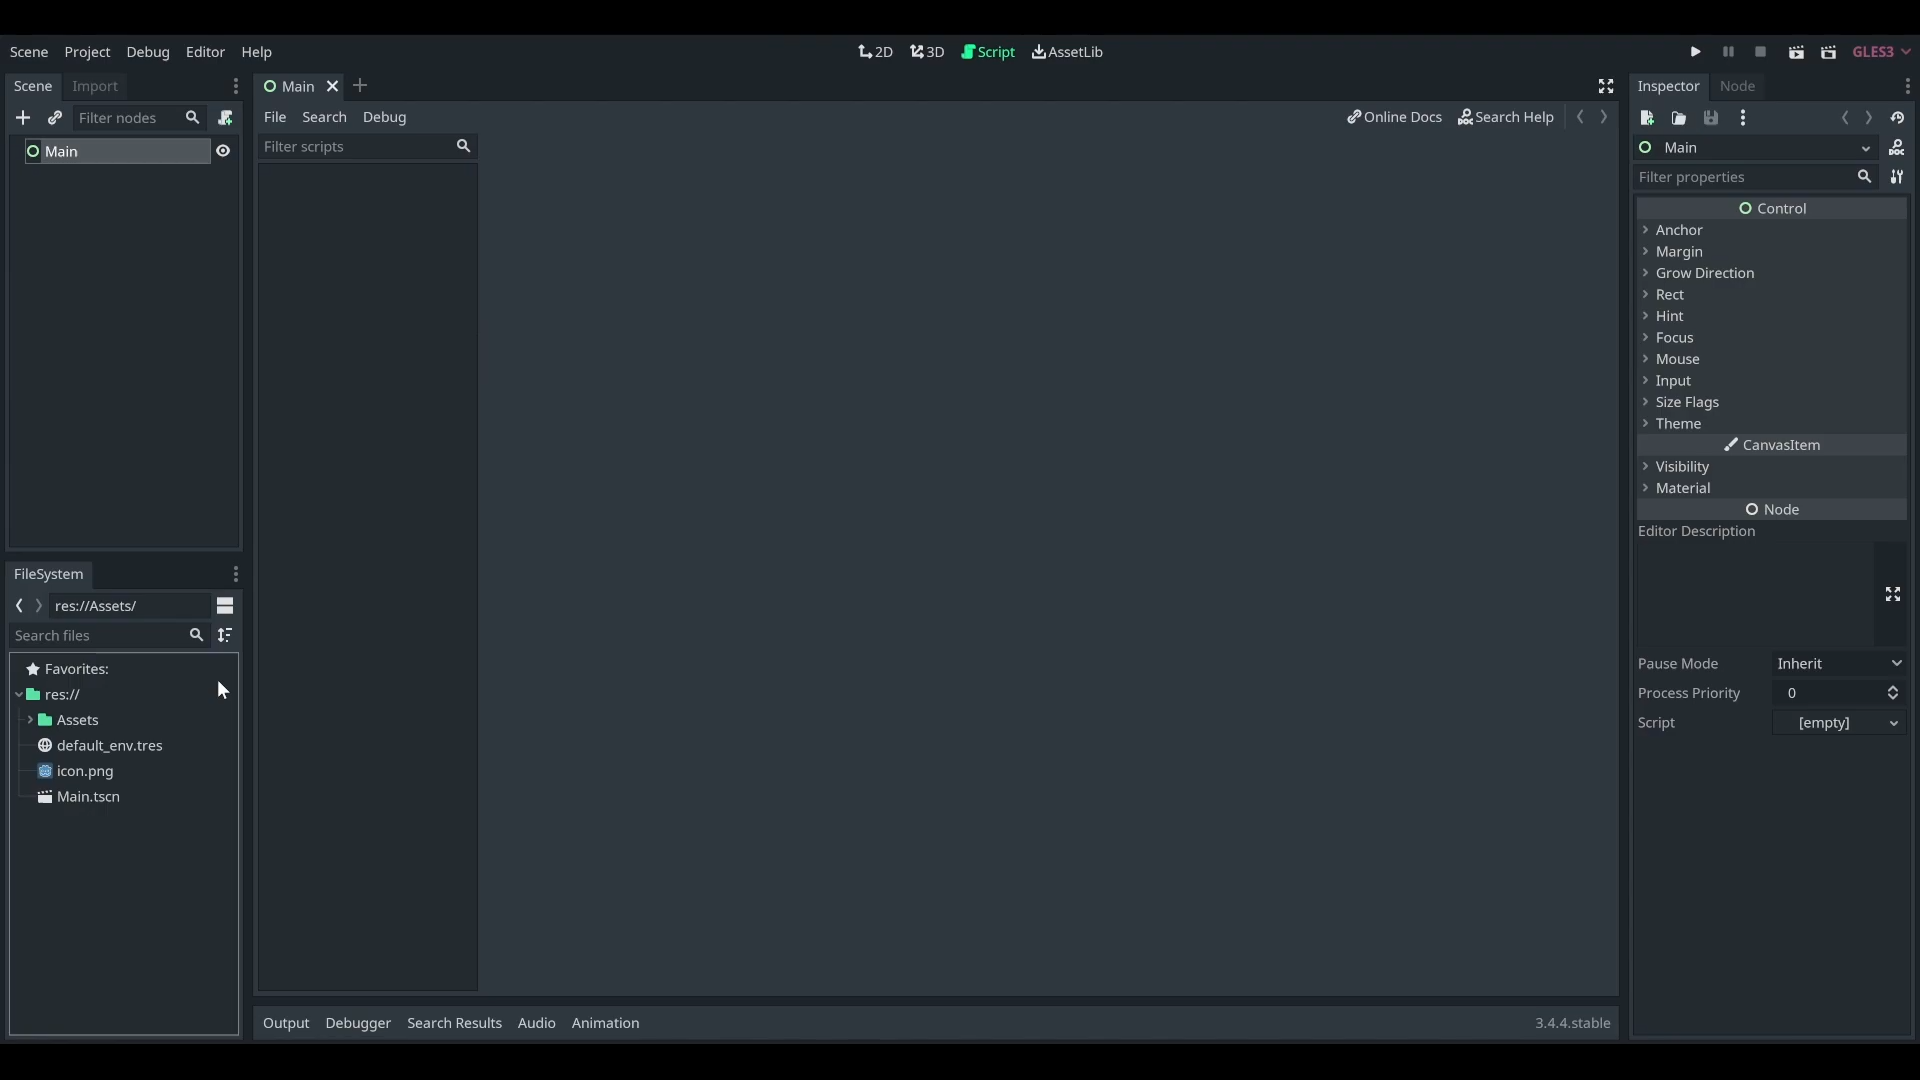 Scene Project Debug Editor Help
2D 3D Script AssetLib
GLES3
Scene Import
Filter nodes
Main
FileSystem
res://Assets/
Search files
Favorites:
res://
Assets
default_env.tres
icon.png
Main.tscn
Main
File Search Debug
Online Docs Search Help
Filter scripts
Output Debugger Search Results Audio Animation
3.4.4.stable
Inspector Node
Main
DOC
Filter properties
Control
Anchor
Margin
Grow Direction
Rect
Hint
Focus
Mouse
Input
Size Flags
Theme
CanvasItem
Visibility
Material
Node
Editor Description
Pause Mode Inherit
Process Priority 0
Script [empty]